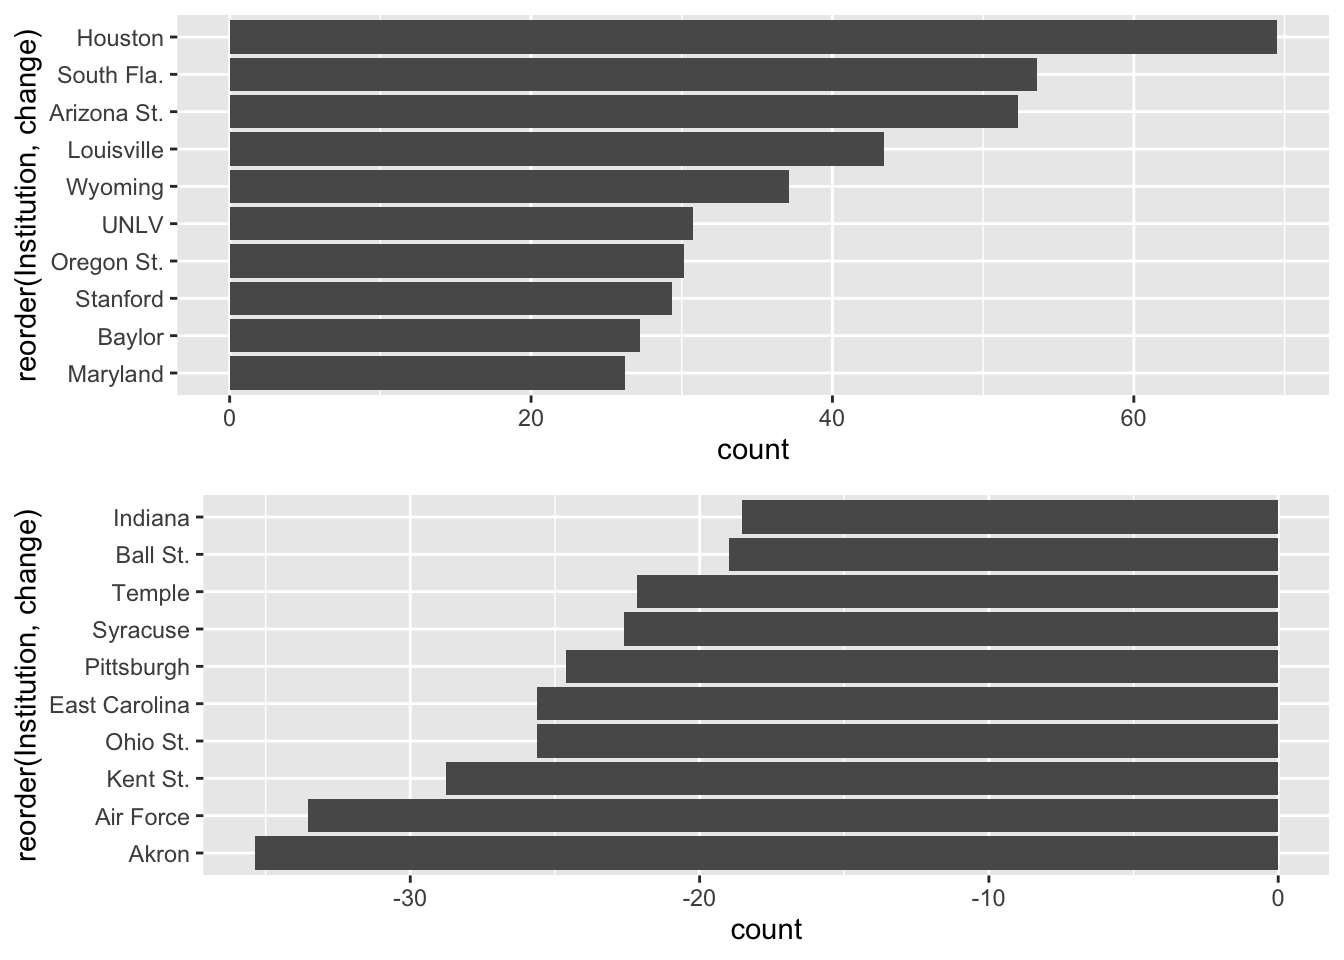 reorder(Institution, change)
Houston
South Fla.
Arizona St.
Louisville
Wyoming
UNLV
Oregon St.
Stanford
Baylor
Maryland
0 20 40 60
count
reorder(Institution, change)
Indiana
Ball St.
Temple
Syracuse
Pittsburgh
East Carolina
Ohio St.
Kent St.
Air Force
Akron
-30 -20 -10 0
count